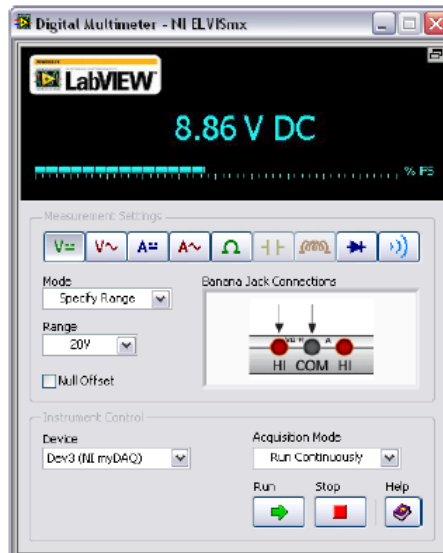 Digital Multimeter - NI ELVISmx
LabVIEW
8.86 V DC
% FS
Measurement Settings
V V A A Ω
Mode
Specify Range
Banana Jack Connections
Range
20V
A
HI COM HI
Null Offset
Instrument Control
Device
Dev3 (NI myDAQ)
Acquisition Mode
Run Continuously
Run Stop Help